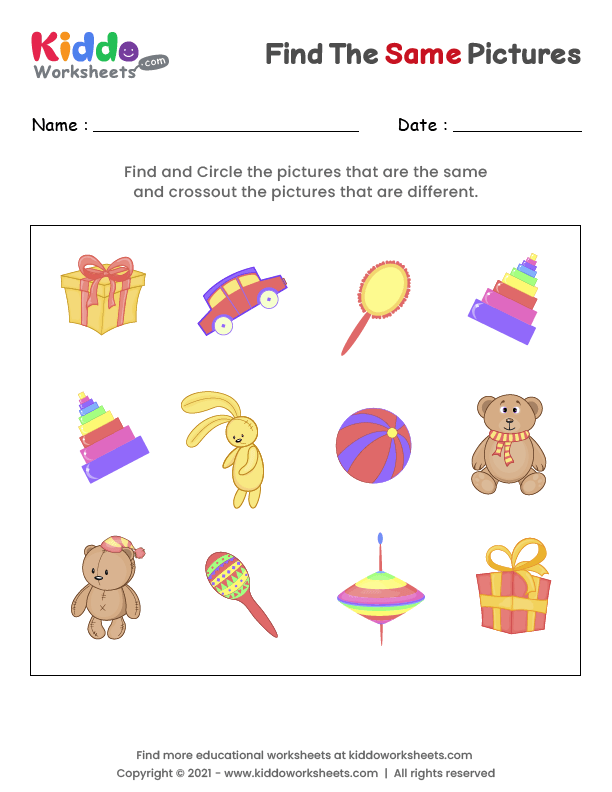 Kiddo
Worksheets
.com
Find The Same Pictures
Name :
Date :
Find and Circle the pictures that are the same
and crossout the pictures that are different.
Find more educational worksheets at kiddoworksheets.com
Copyright © 2021 - www.kiddoworksheets.com | All rights reserved